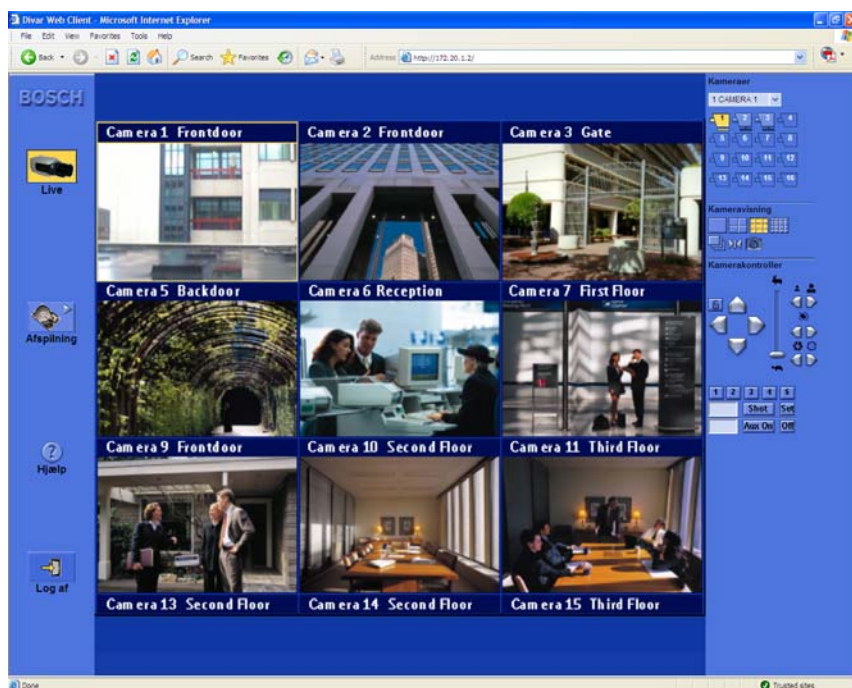 Divar Web Client - Microsoft Internet Explorer
File Edit View Favorites Tools Help
Back Search Favorites Address http://172.20.1.2/
BOSCH
Live
Afspilning
Hjælp
Log af
Camera 1 Frontdoor
Camera 2 Frontdoor
Camera 3 Gate
Camera 5 Backdoor
Camera 6 Reception
Camera 7 First Floor
Camera 9 Frontdoor
Camera 10 Second Floor
Camera 11 Third Floor
Camera 13 Second Floor
Camera 14 Second Floor
Camera 15 Third Floor
Kameraer
1 CAMERA 1
1 2 3 4
5 6 7 8
9 10 11 12
13 14 15 16
Kameravisning
Kamerakontroller
1 2 3 4 5
Shot Set
Aux On Off
Done
Trusted sites